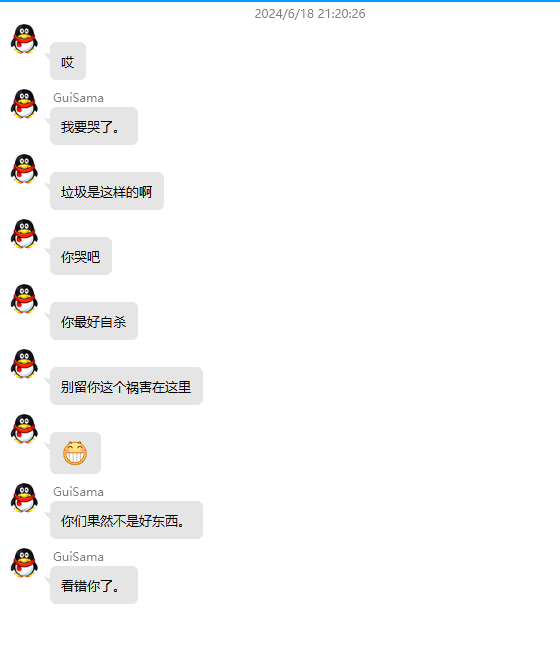 2024/6/18 21:20:26
哎
GuiSama
我要哭了。
垃圾是这样的啊
你哭吧
你最好自杀
别留你这个祸害在这里
GuiSama
你们果然不是好东西。
GuiSama
看错你了。